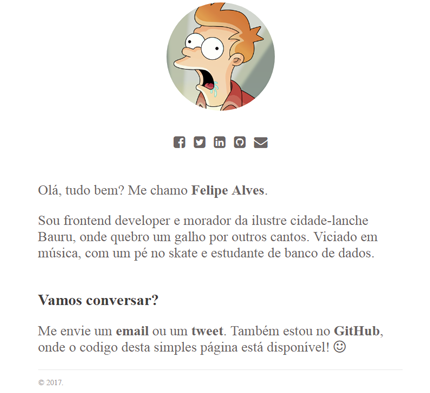 Olá, tudo bem? Me chamo Felipe Alves.
Sou frontend developer e morador da ilustre cidade-lanche
Bauru, onde quebro um galho por outros cantos. Viciado em
música, com um pé no skate e estudante de banco de dados.
Vamos conversar?
Me envie um email ou um tweet. Também estou no GitHub,
onde o codigo desta simples página está disponivel!
© 2017.